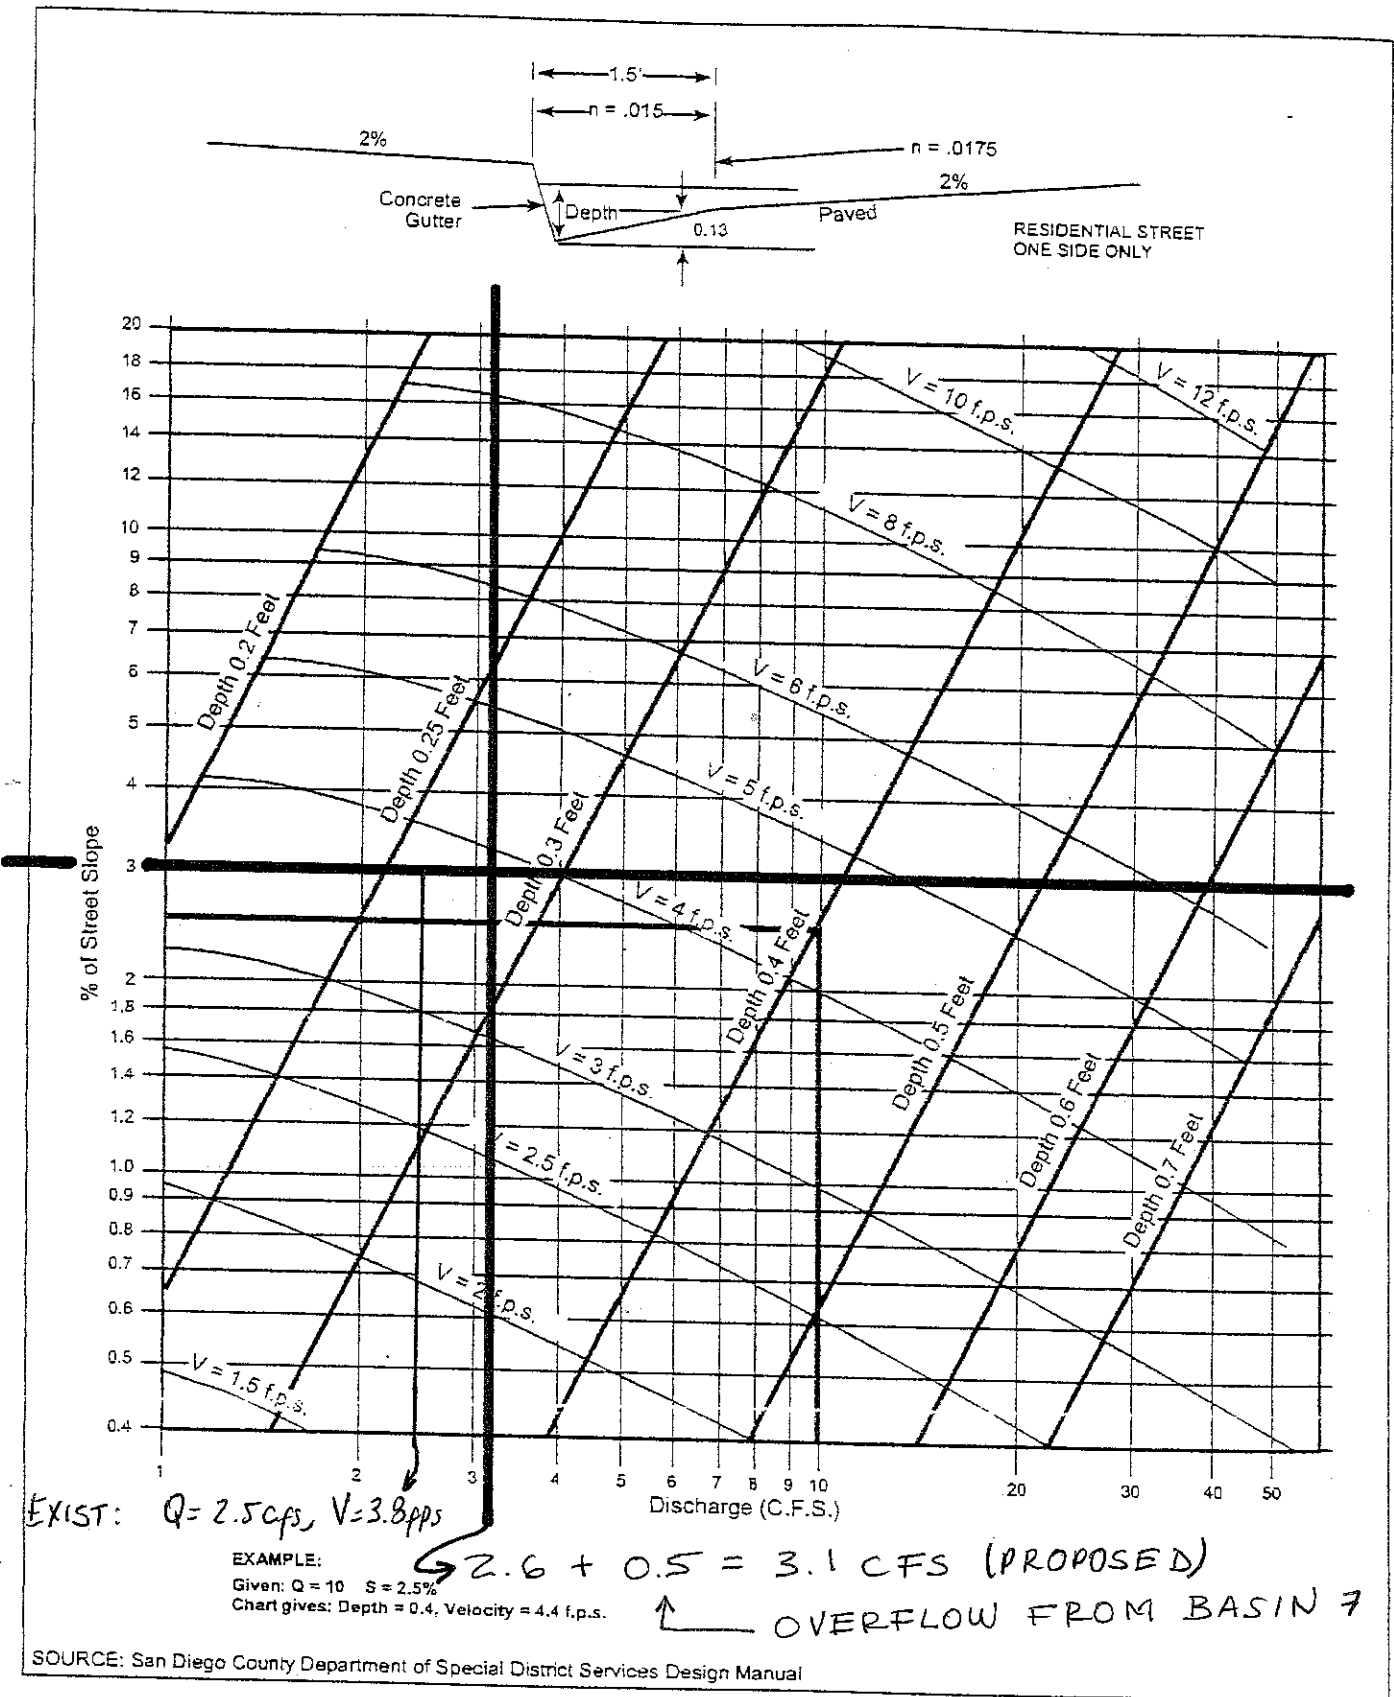 1.5'
n = .015
2%
n = .0175
2%
Concrete
Gutter
Depth
Paved
0.13
RESIDENTIAL STREET
ONE SIDE ONLY
20
18
16
14
12
10
9
8
7
6
5
4
3
2
1.8
1.6
1.4
1.2
1.0
0.9
0.8
0.7
0.6
0.5
0.4
% of Street Slope
V = 10 f.p.s.
V = 12 f.p.s.
V = 8 f.p.s.
V = 6 f.p.s.
V = 5 f.p.s.
V = 4 f.p.s.
V = 3 f.p.s.
V = 2.5 f.p.s.
V = 2 f.p.s.
V = 1.5 f.p.s.
Depth 0.2 Feet
Depth 0.25 Feet
Depth 0.3 Feet
Depth 0.4 Feet
Depth 0.5 Feet
Depth 0.6 Feet
Depth 0.7 Feet
1 2 3 4 5 6 7 8 9 10 20 30 40 50
Discharge (C.F.S.)
EXIST: Q= 2.5 cfs, V=3.8 fps
2.6 + 0.5 = 3.1 CFS (PROPOSED)
OVERFLOW FROM BASIN 7
EXAMPLE:
Given: Q = 10 S = 2.5%
Chart gives: Depth = 0.4, Velocity = 4.4 f.p.s.
SOURCE: San Diego County Department of Special District Services Design Manual